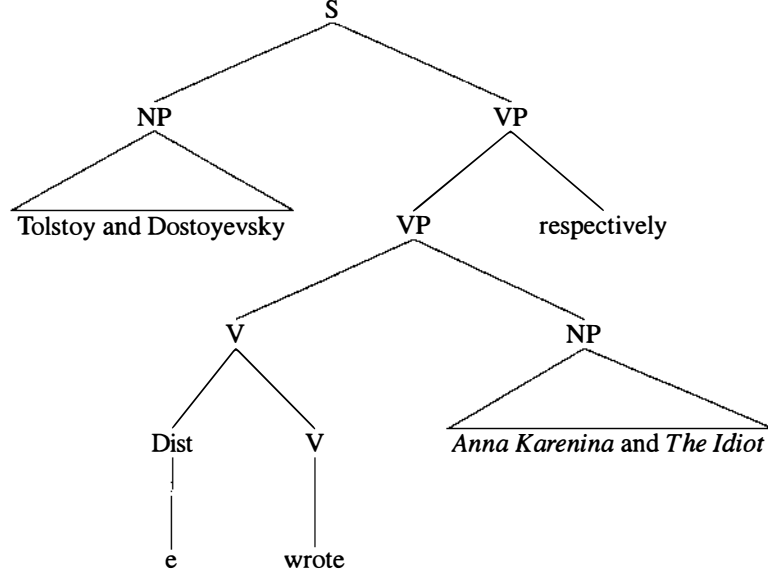 S
NP VP
Tolstoy and Dostoyevsky VP respectively
V NP
Dist V Anna Karenina and The Idiot
e wrote